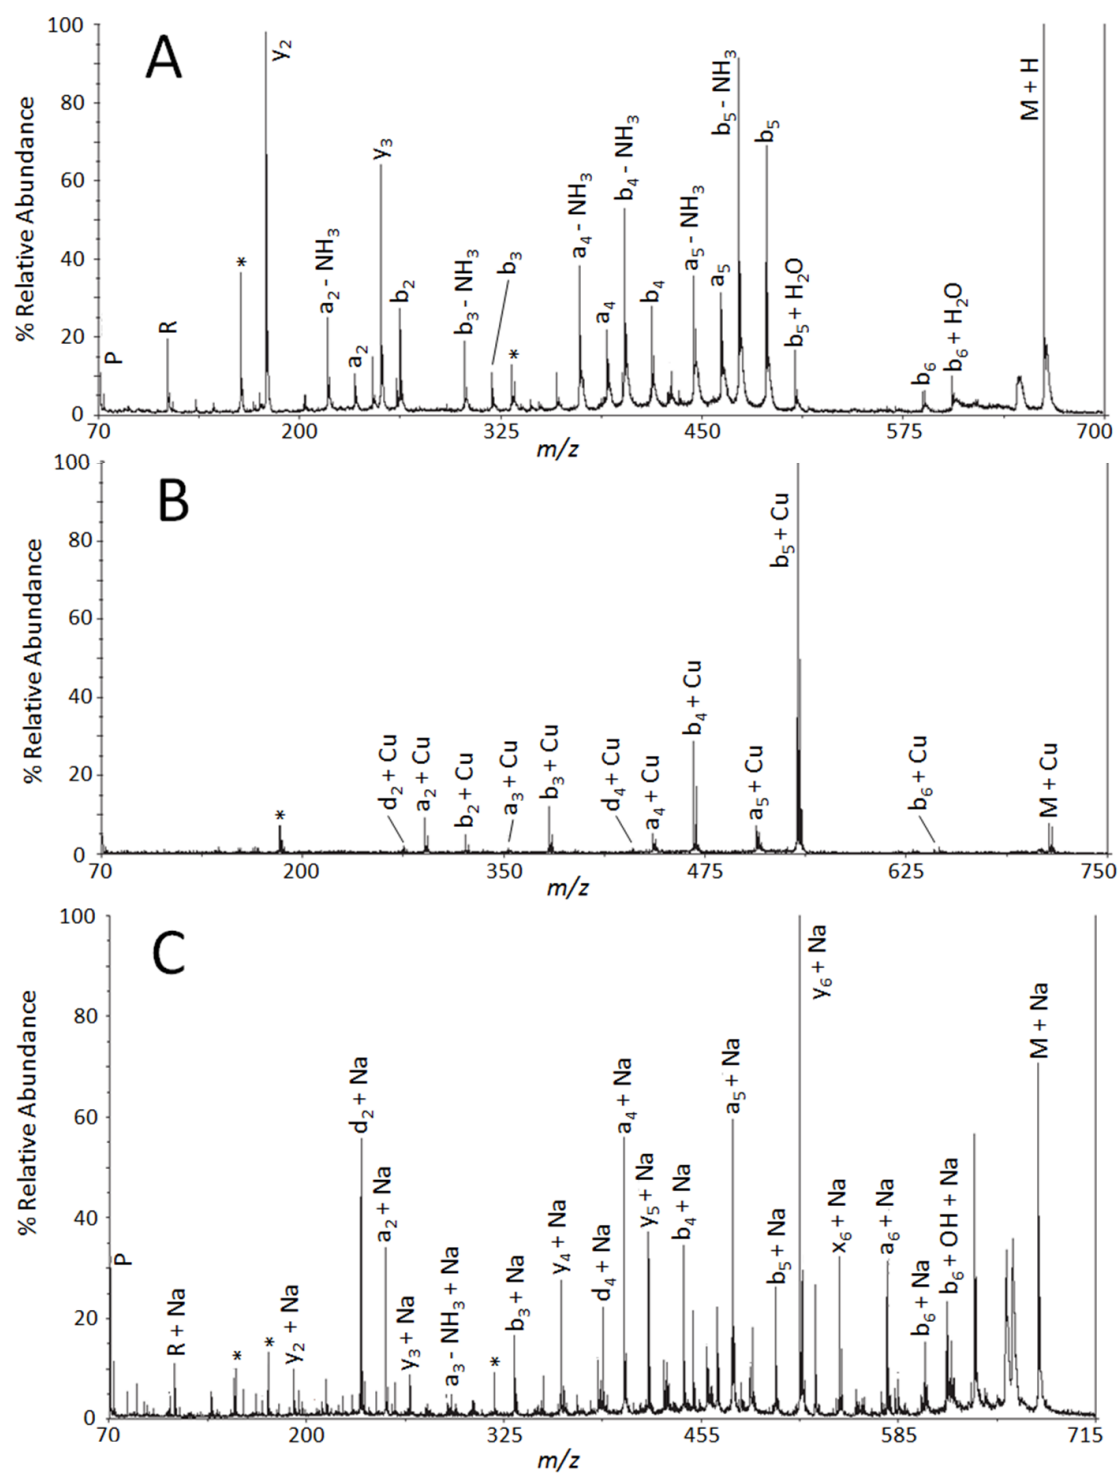 A
100
80
60
40
20
0
% Relative Abundance
P
R
*
y2
a2 - NH3
a2
y3
b2
b3 - NH3
b3
*
a4 - NH3
a4
b4 - NH3
b4
a5 - NH3
a5
b5 - NH3
b5
b5 + H2O
b6
b6 + H2O
M + H
70 200 325 450 575 700
m/z
B
100
80
60
40
20
0
% Relative Abundance
*
d2 + Cu
a2 + Cu
b2 + Cu
a3 + Cu
b3 + Cu
d4 + Cu
a4 + Cu
b4 + Cu
a5 + Cu
b5 + Cu
b6 + Cu
M + Cu
70 200 350 475 625 750
m/z
C
100
80
60
40
20
0
% Relative Abundance
P
R + Na
*
*
y2 + Na
d2 + Na
a2 + Na
y3 + Na
a3 - NH3 + Na
*
b3 + Na
y4 + Na
d4 + Na
a4 + Na
y5 + Na
b4 + Na
a5 + Na
b5 + Na
y6 + Na
x6 + Na
a6 + Na
b6 + Na
b6 + OH + Na
M + Na
70 200 325 455 585 715
m/z